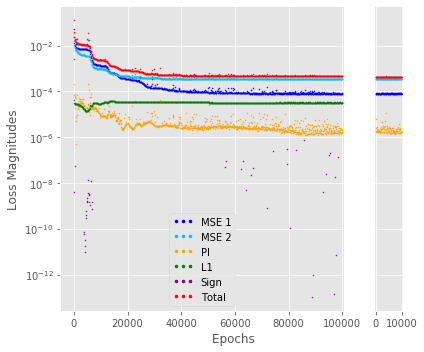 Loss Magnitudes
10⁻²
10⁻⁴
10⁻⁶
10⁻⁸
10⁻¹⁰
10⁻¹²
MSE 1
MSE 2
PI
L1
Sign
Total
0 20000 40000 60000 80000 100000 0 10000
Epochs